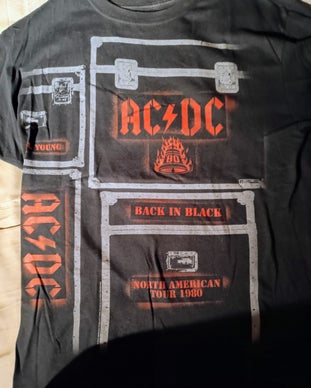 AC⚡DC
80
YOUNG
BACK IN BLACK
AC⚡DC
NORTH AMERICAN
TOUR 1980